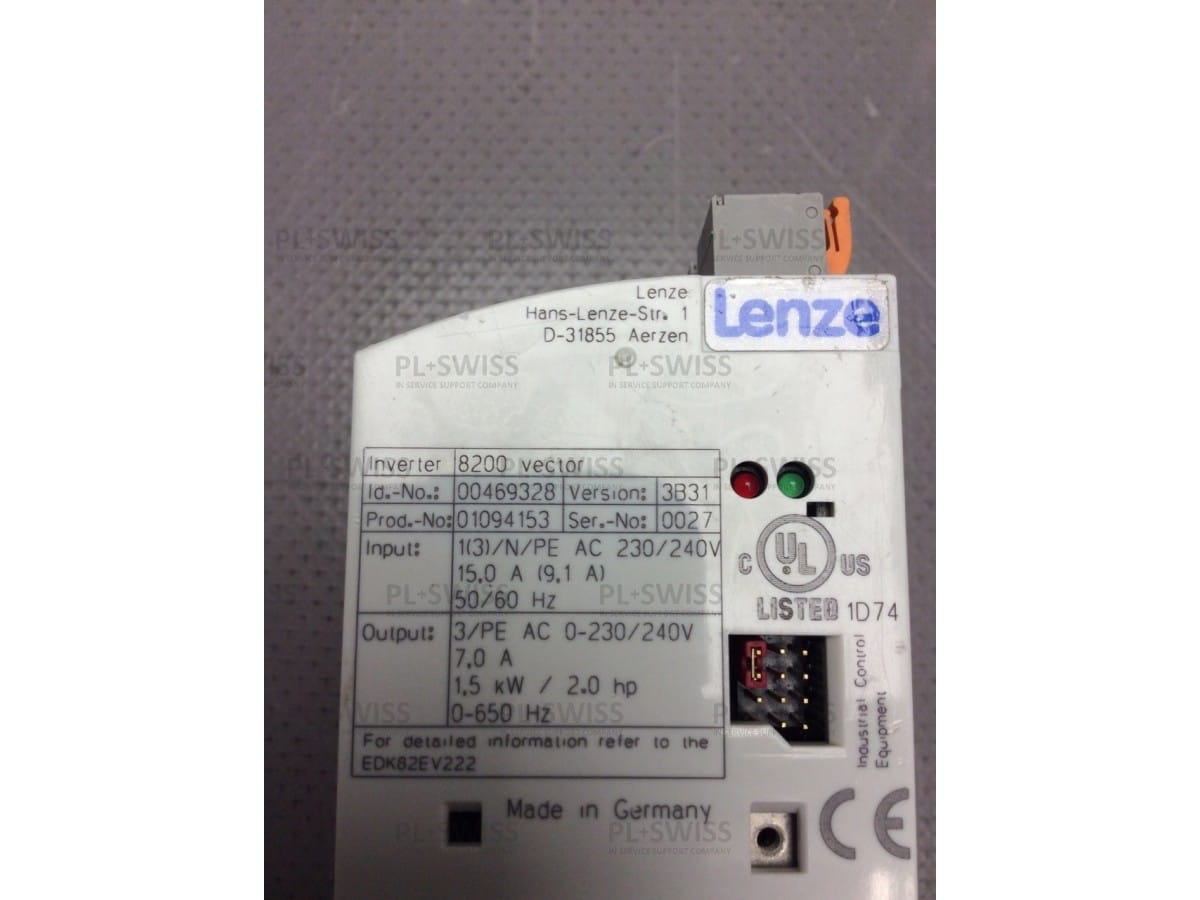 Lenze
Hans-Lenze-Str. 1
D-31855 Aerzen
Lenze
PL+SWISS
IN SERVICE SUPPORT COMPANY
Inverter 8200 vector
Id.-No.: 00469328 Version: 3B31
Prod.-No: 01094153 Ser.-No: 0027
Input: 1(3)/N/PE AC 230/240V
15.0 A (9.1 A)
50/60 Hz
C UL US
LISTED 1D74
Industrial Control
Equipment
Output: 3/PE AC 0-230/240V
7.0 A
1.5 kW / 2.0 hp
0-650 Hz
For detailed information refer to the
EDK82EV222
Made in Germany
CE